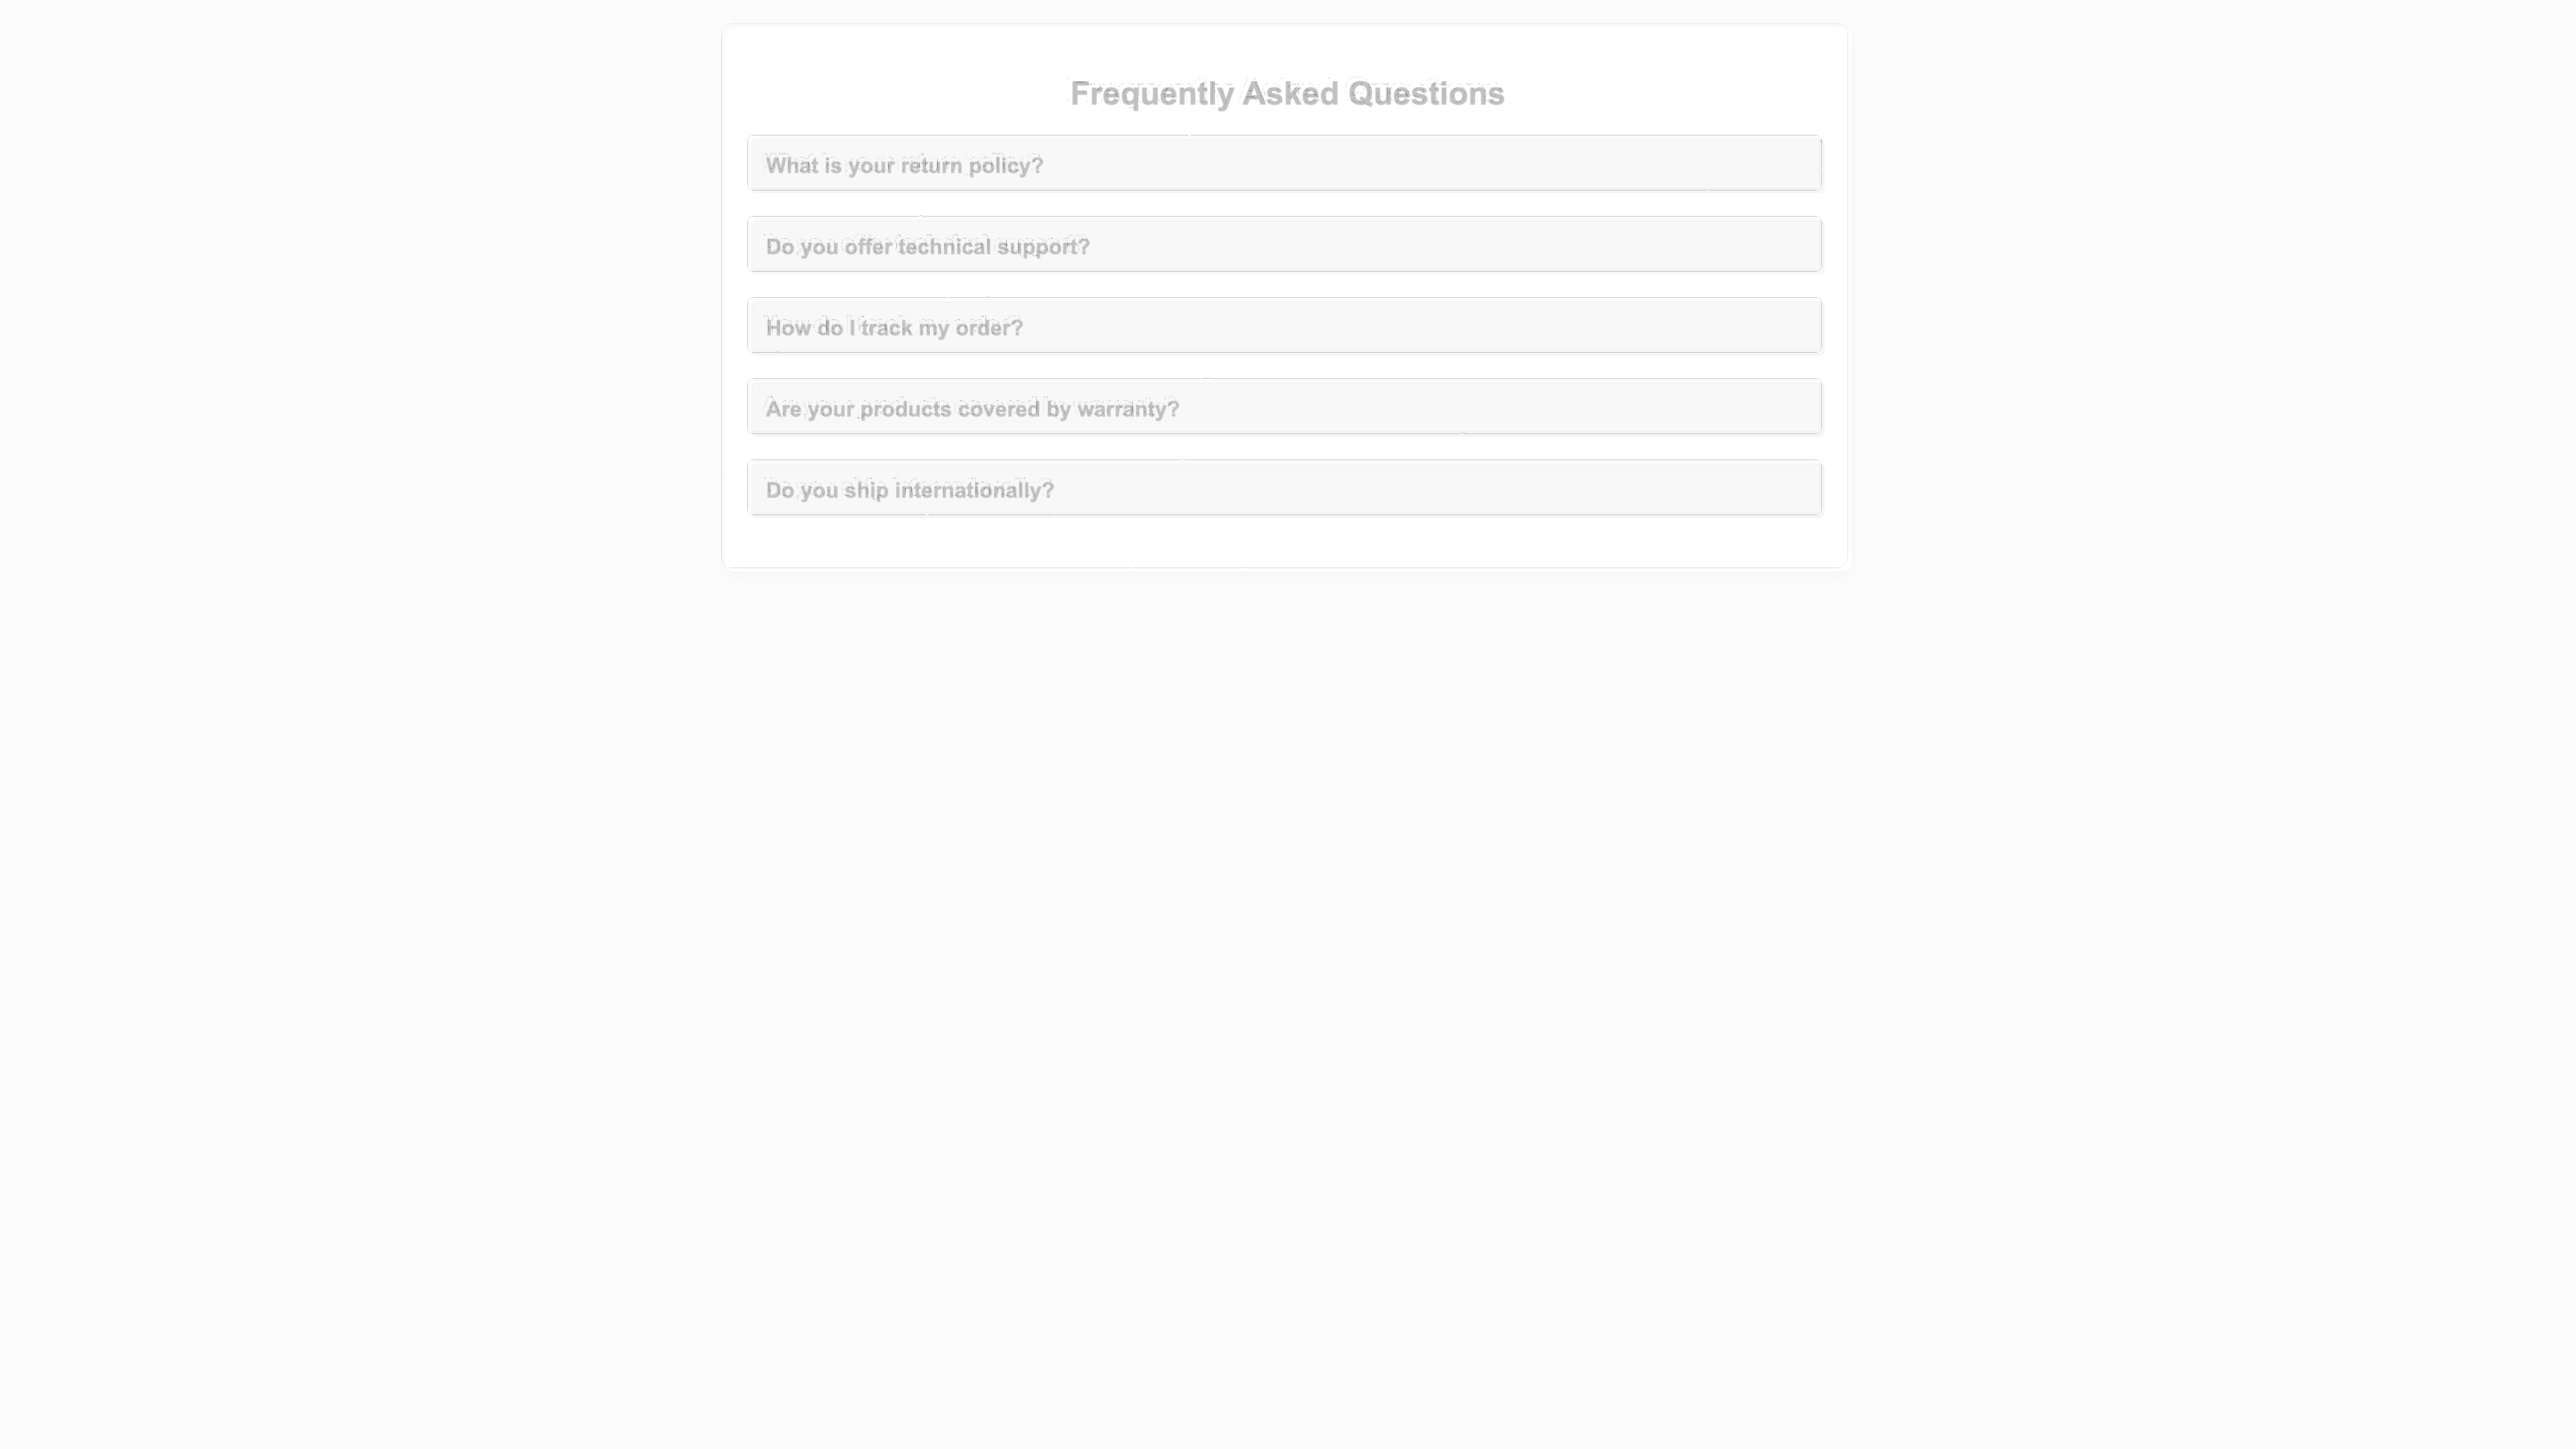 Frequently Asked Questions
What is your return policy?
Do you offer technical support?
How do I track my order?
Are your products covered by warranty?
Do you ship internationally?